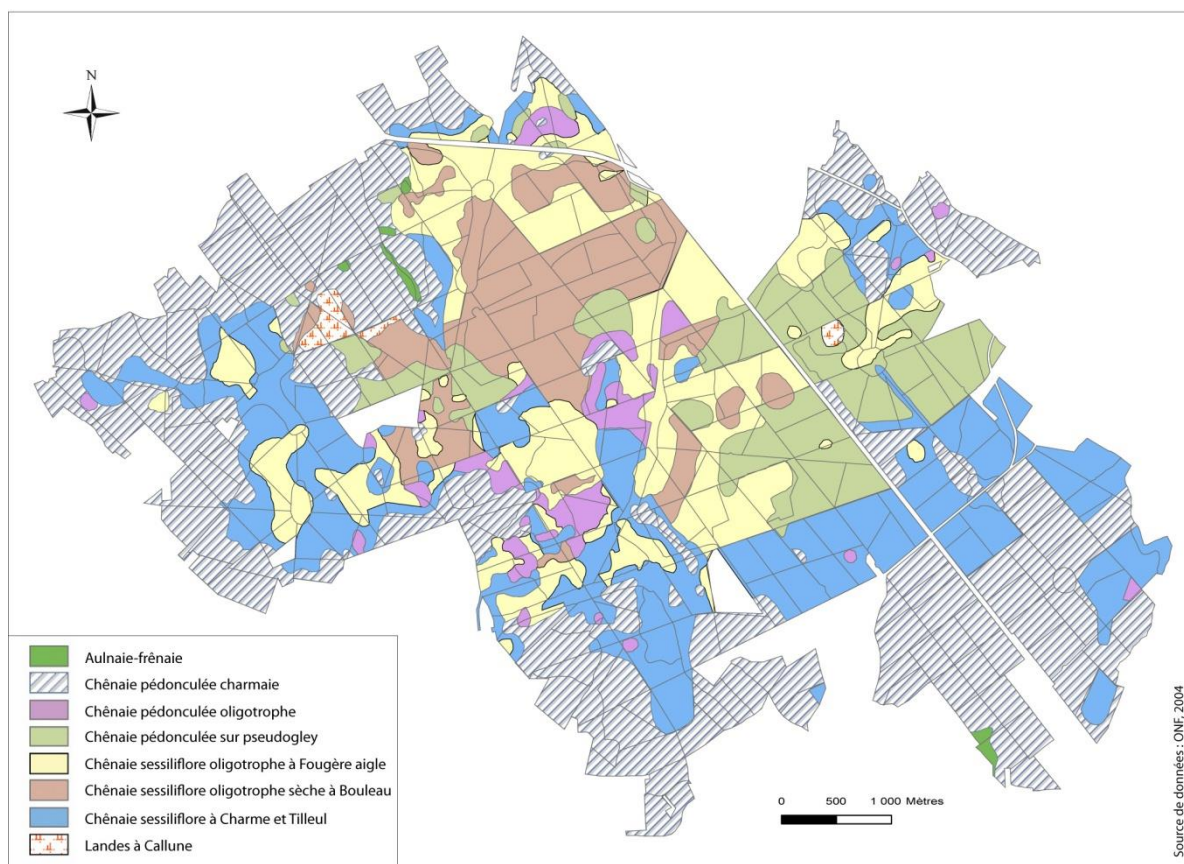 N
Aulnaie-frênaie
Chênaie pédonculée charmaie
Chênaie pédonculée oligotrophe
Chênaie pédonculée sur pseudogley
Chênaie sessiliflore oligotrophe à Fougère aigle
Chênaie sessiliflore oligotrophe sèche à Bouleau
Chênaie sessiliflore à Charme et Tilleul
Landes à Callune
0 500 1 000 Mètres
Source de données : ONF, 2004